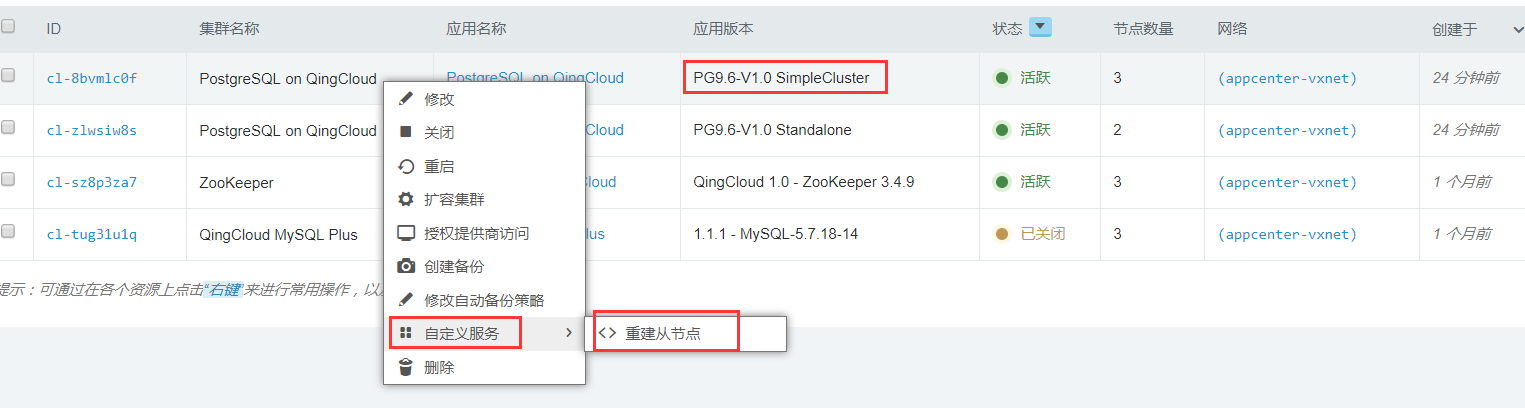 ID 集群名称 应用名称 应用版本 状态 节点数量 网络 创建于
cl-8bvmlc0f PostgreSQL on QingCloud PostgreSQL on QingCloud PG9.6-V1.0 SimpleCluster 活跃 3 (appcenter-vxnet) 24 分钟前
修改
cl-zlwsiw8s PostgreSQL on QingCloud Cloud PG9.6-V1.0 Standalone 活跃 2 (appcenter-vxnet) 24 分钟前
关闭
重启
cl-sz8p3za7 ZooKeeper Cloud QingCloud 1.0 - ZooKeeper 3.4.9 活跃 3 (appcenter-vxnet) 1 个月前
扩容集群
cl-tug31u1q QingCloud MySQL Plus lus 1.1.1 - MySQL-5.7.18-14 已关闭 3 (appcenter-vxnet) 1 个月前
授权提供商访问
创建备份
提示：可通过在各个资源上点击“右键”来进行常用操作，以
修改自动备份策略
自定义服务 重建从节点
删除